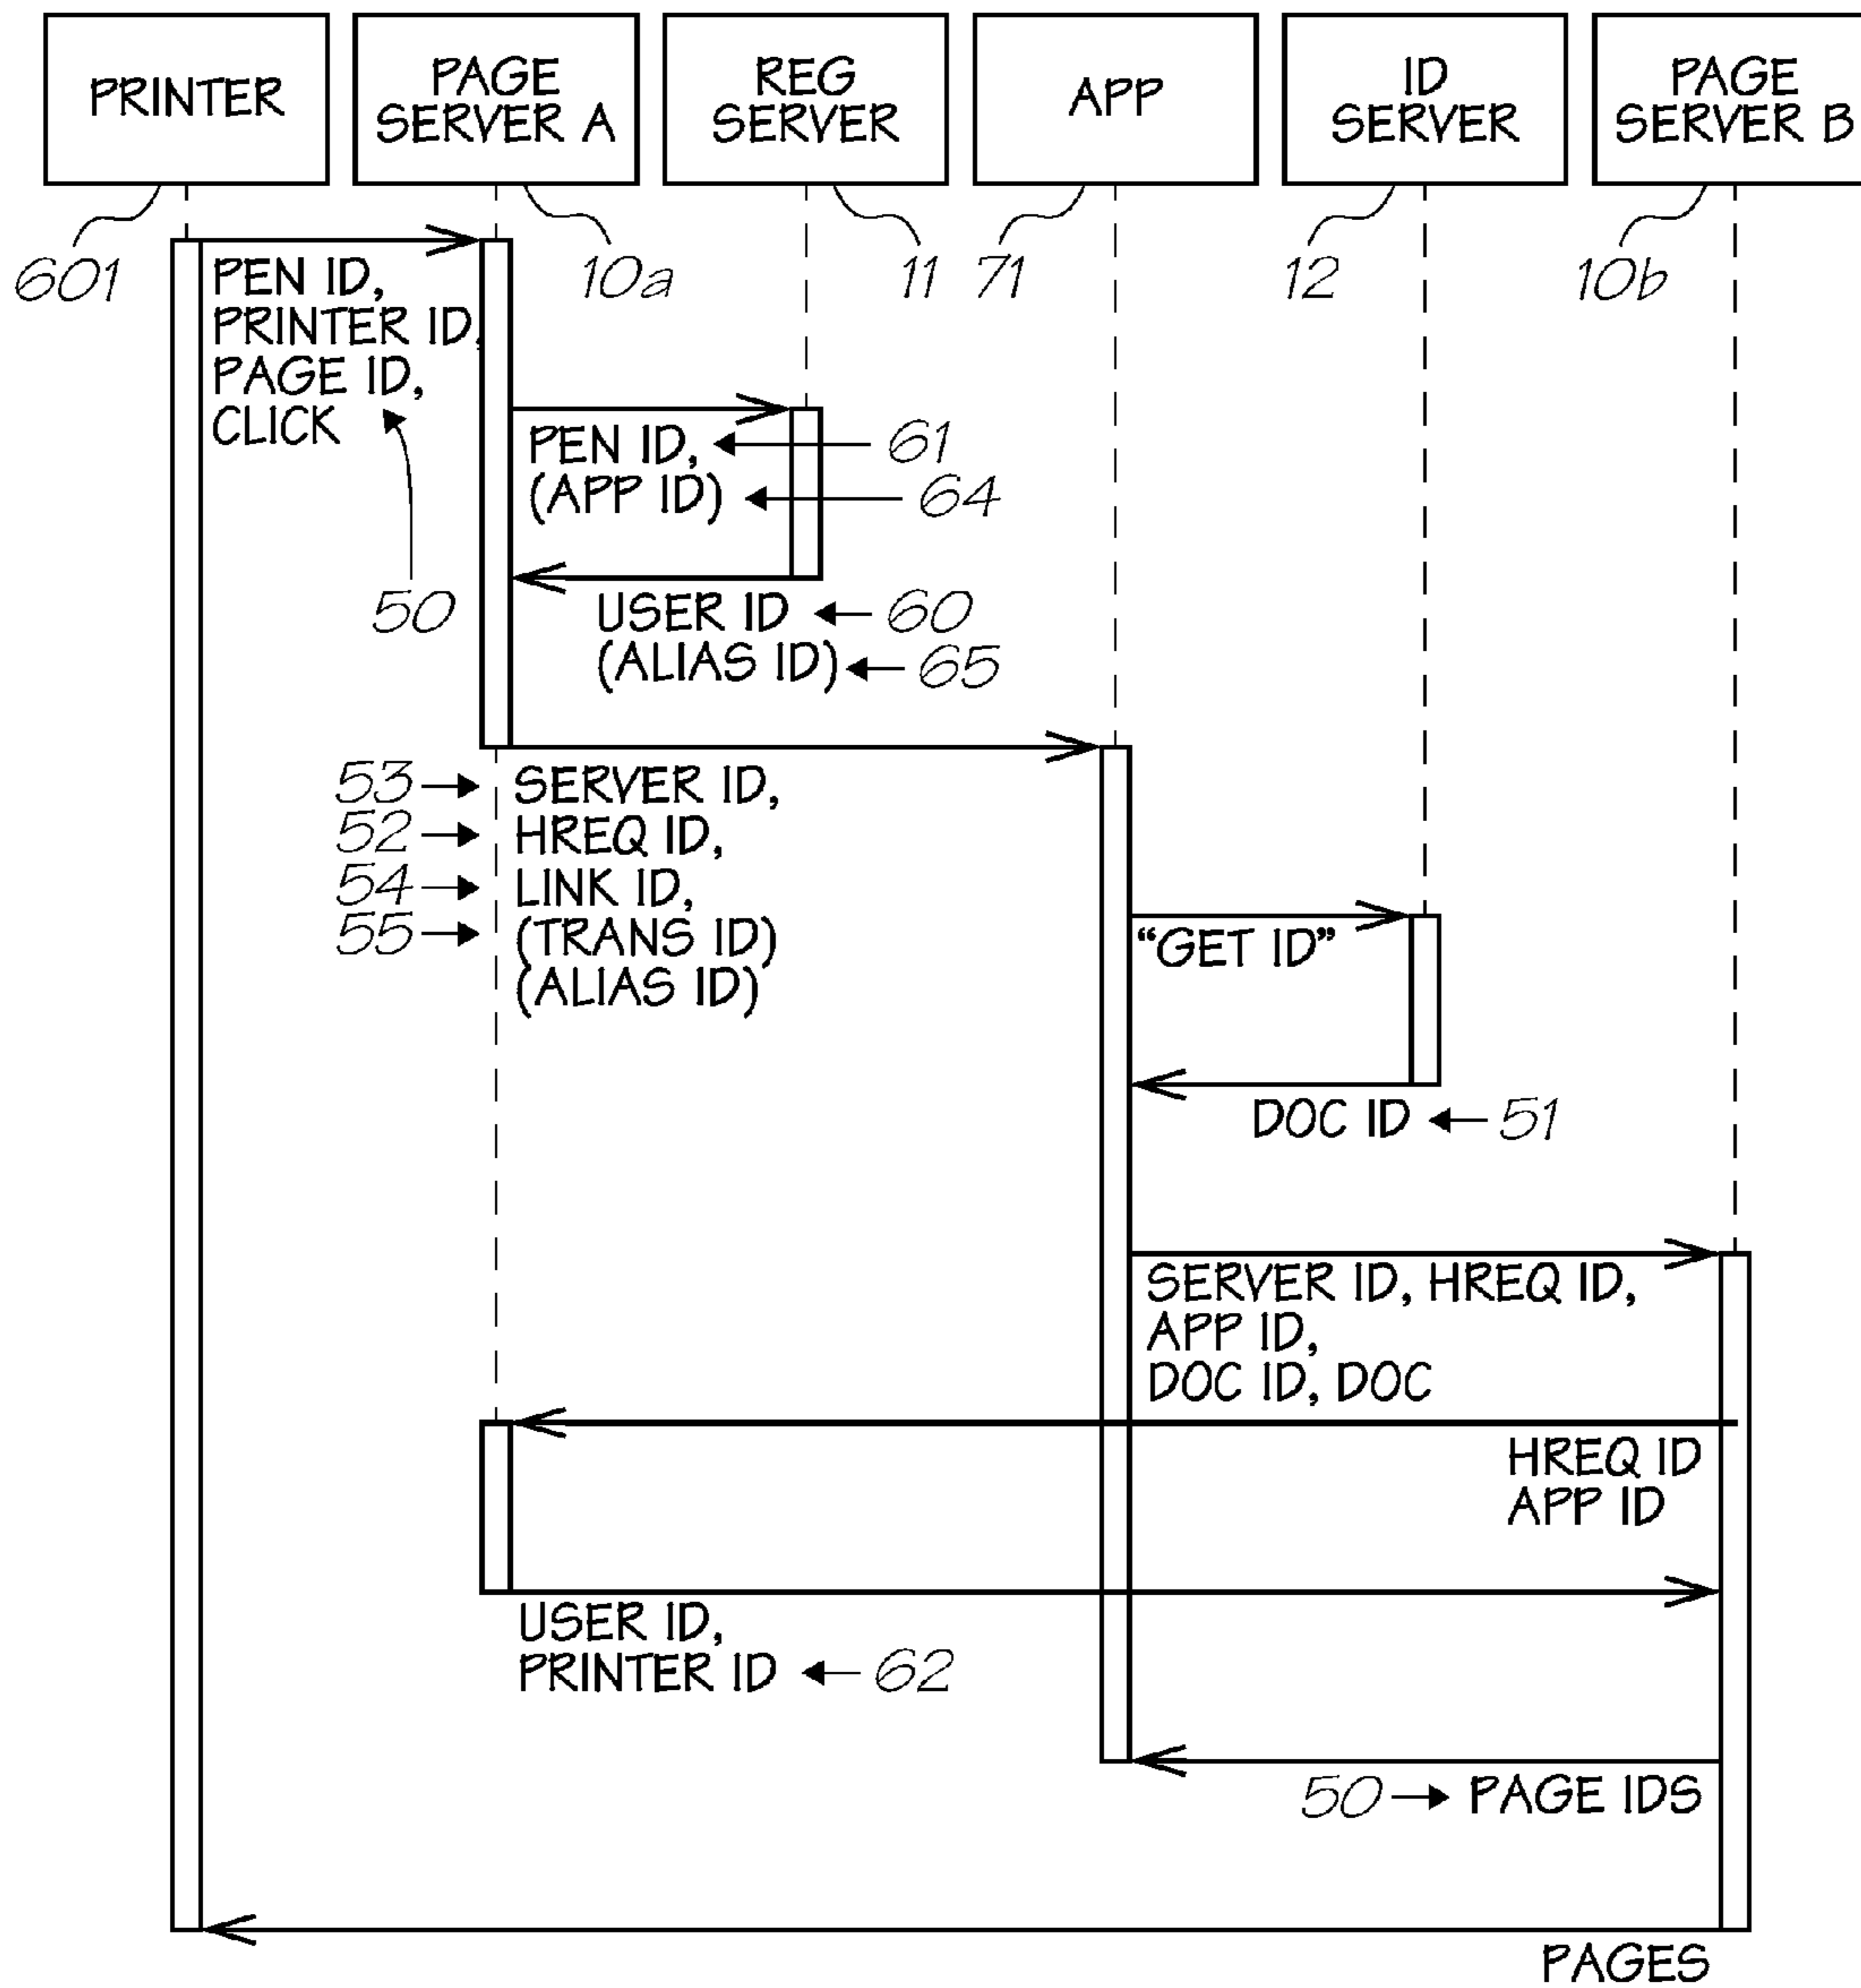 PRINTER
PAGE
SERVER A
REG
SERVER
APP
ID
SERVER
PAGE
SERVER B
601
10a
11
71
12
10b
PEN ID,
PRINTER ID,
PAGE ID,
CLICK
50
PEN ID,
61
(APP ID)
64
USER ID
60
(ALIAS ID)
65
53
SERVER ID,
52
HREQ ID,
54
LINK ID,
55
(TRANS ID)
(ALIAS ID)
“GET ID”
DOC ID
51
SERVER ID, HREQ ID,
APP ID,
DOC ID, DOC
HREQ ID
APP ID
USER ID,
PRINTER ID
62
50
PAGE IDS
PAGES